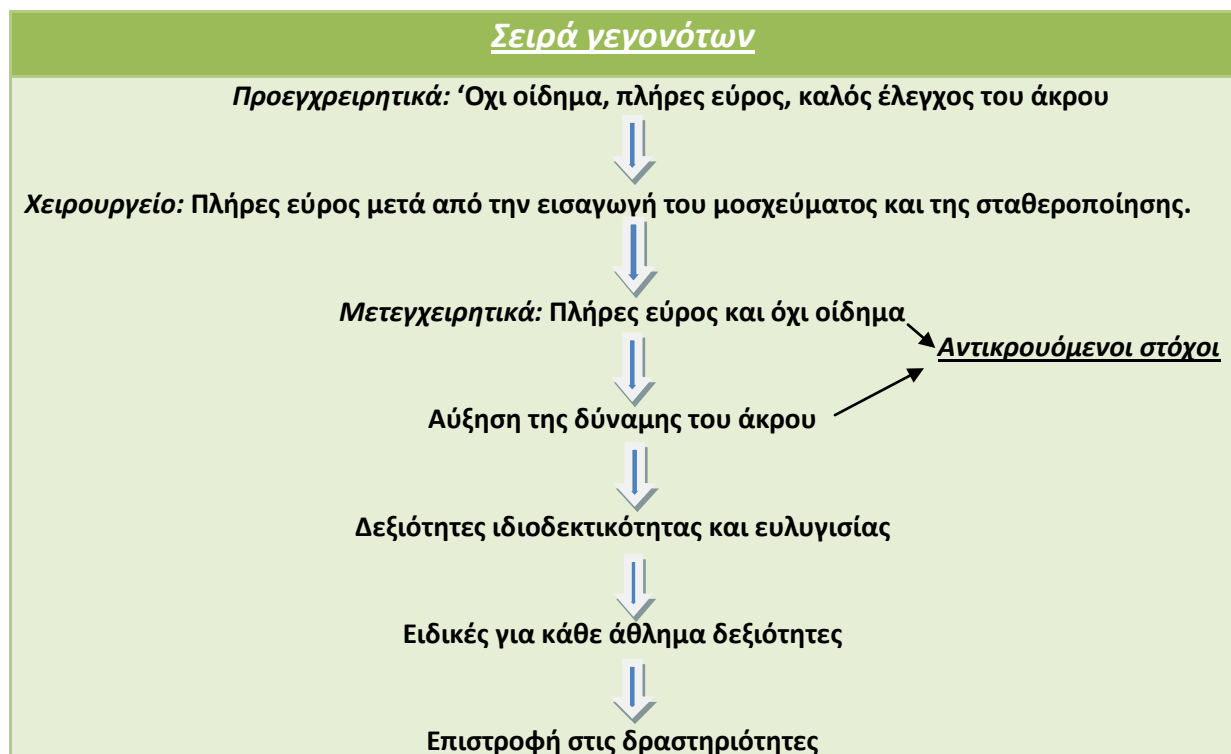 Σειρά γεγονότων
Προεγχρειρητικά: ‘Οχι οίδημα, πλήρες εύρος, καλός έλεγχος του άκρου
Χειρουργείο: Πλήρες εύρος μετά από την εισαγωγή του μοσχεύματος και της σταθεροποίησης.
Μετεγχειρητικά: Πλήρες εύρος και όχι οίδημα
Αντικρουόμενοι στόχοι
Αύξηση της δύναμης του άκρου
Δεξιότητες ιδιοδεκτικότητας και ευλυγισίας
Ειδικές για κάθε άθλημα δεξιότητες
Επιστροφή στις δραστηριότητες